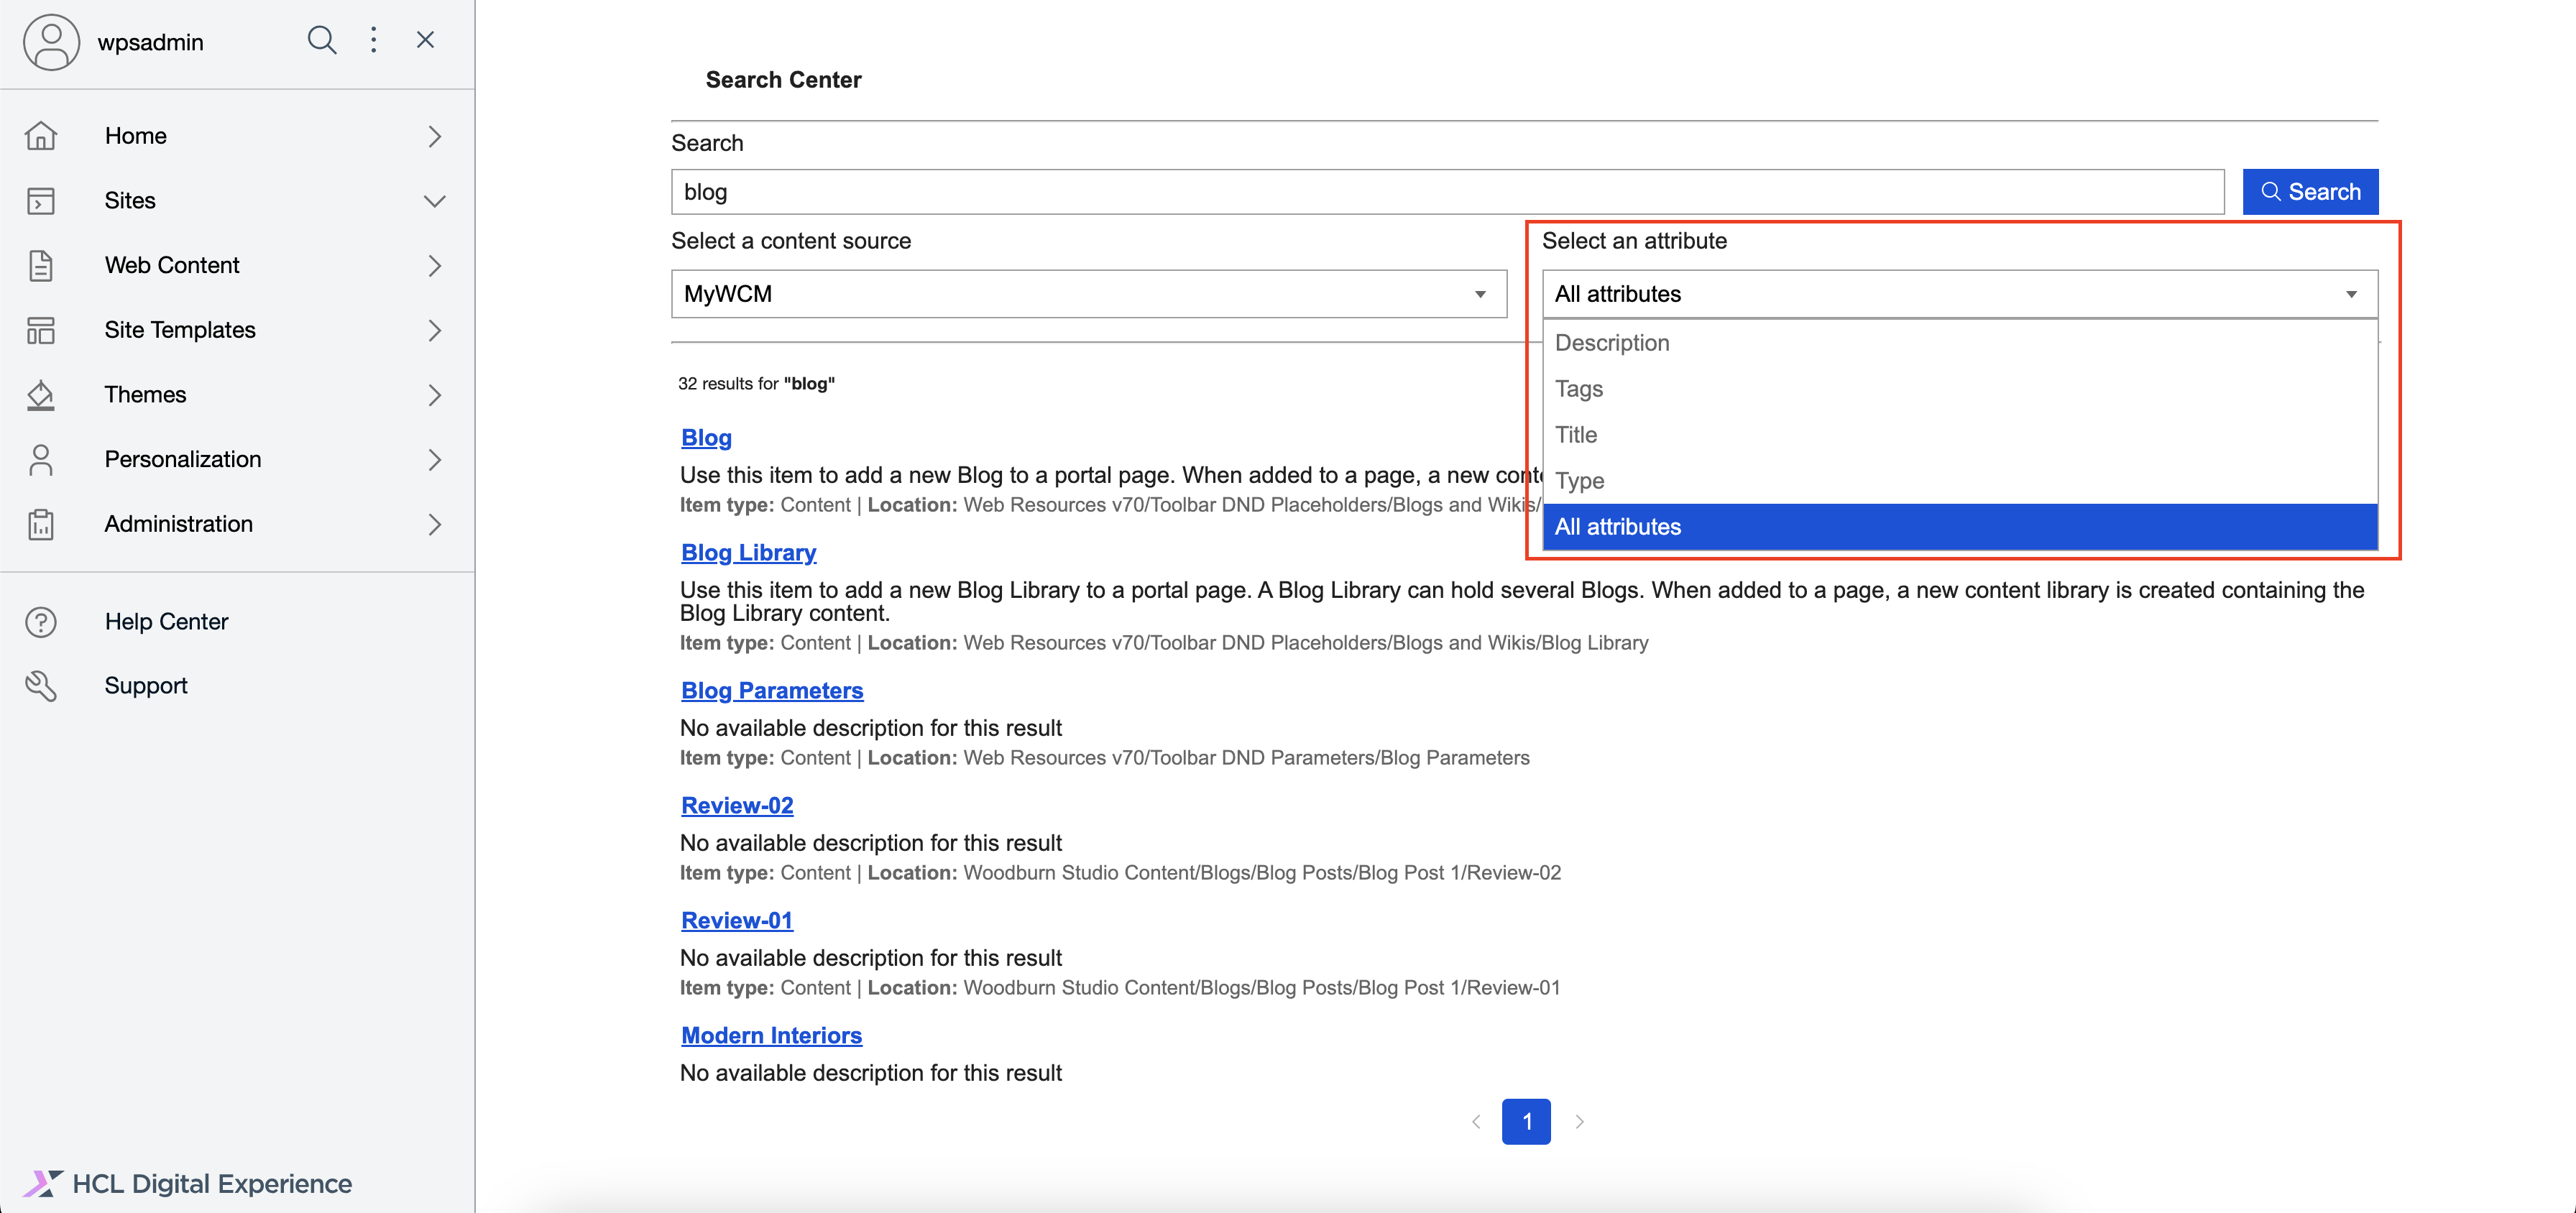 wpsadmin
Home
Sites
Web Content
Site Templates
Themes
Personalization
Administration
Help Center
Support
HCL Digital Experience
Search Center
Search
blog
Search
Select a content source
MyWCM
Select an attribute
All attributes
Description
Tags
Title
Type
All attributes
32 results for "blog"
Blog
Use this item to add a new Blog to a portal page. When added to a page, a new
Item type: Content | Location: Web Resources v70/Toolbar DND Placeholders/Blogs and Wikis/
Blog Library
Use this item to add a new Blog Library to a portal page. A Blog Library can hold several Blogs. When added to a page, a new content library is created containing the
Blog Library content.
Item type: Content | Location: Web Resources v70/Toolbar DND Placeholders/Blogs and Wikis/Blog Library
Blog Parameters
No available description for this result
Item type: Content | Location: Web Resources v70/Toolbar DND Parameters/Blog Parameters
Review-02
No available description for this result
Item type: Content | Location: Woodburn Studio Content/Blogs/Blog Posts/Blog Post 1/Review-02
Review-01
No available description for this result
Item type: Content | Location: Woodburn Studio Content/Blogs/Blog Posts/Blog Post 1/Review-01
Modern Interiors
No available description for this result
1